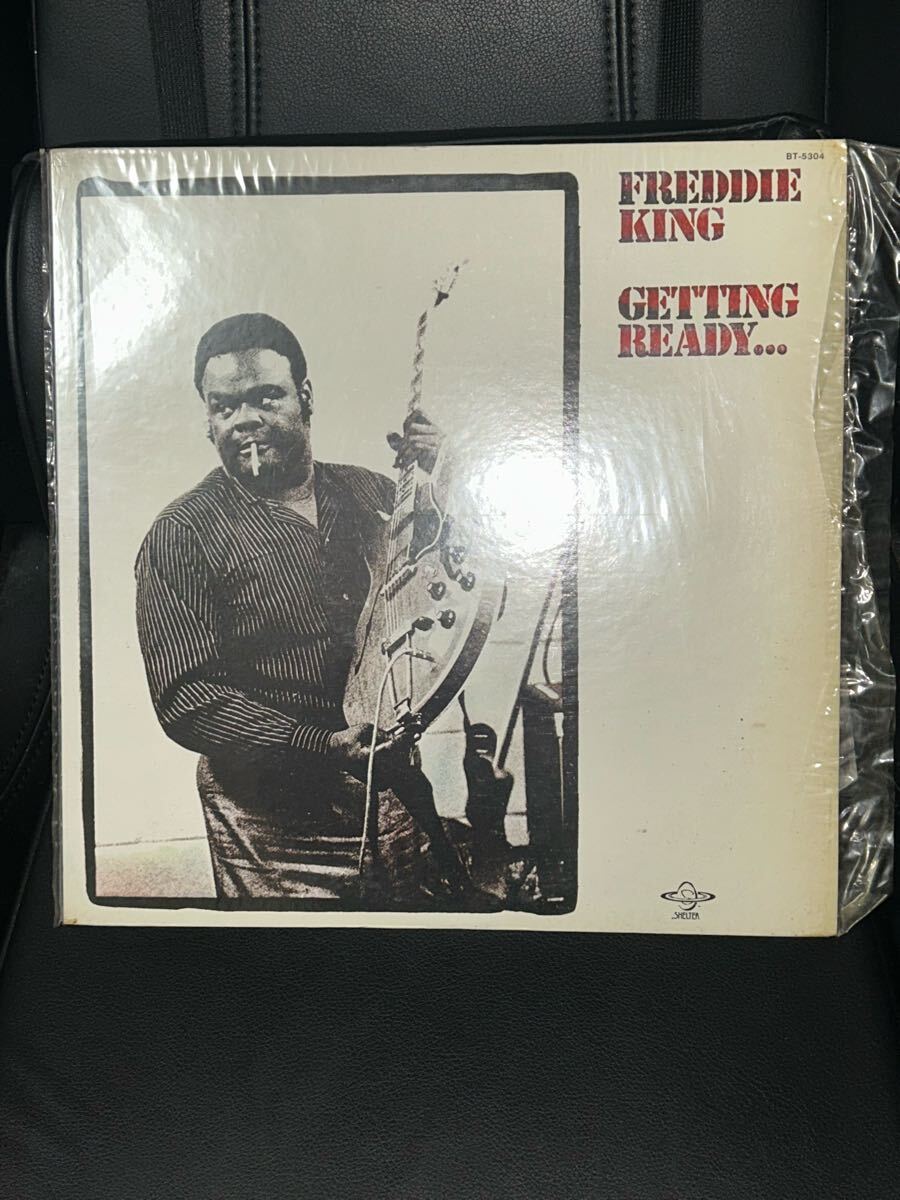 BT-5304
FREDDIE
KING
GETTING
READY...
SHELTER